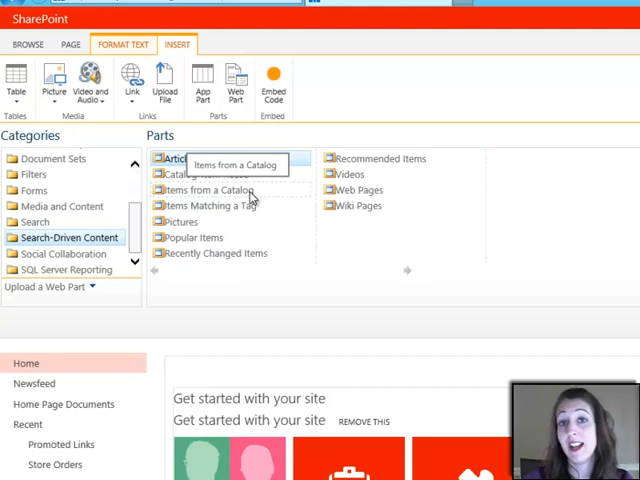 SharePoint
BROWSE PAGE FORMAT TEXT INSERT
Table Picture Video and Audio Link Upload File App Part Web Part Embed Code
Tables Media Links Parts Embed
Categories Parts
Document Sets
Filters
Forms
Media and Content
Search
Search-Driven Content
Social Collaboration
SQL Server Reporting
Upload a Web Part
Items from a Catalog
Items from a Catalog
Items Matching a Tag
Pictures
Popular Items
Recently Changed Items
Recommended Items
Videos
Web Pages
Wiki Pages
Home
Newsfeed
Home Page Documents
Recent
Promoted Links
Store Orders
Get started with your site
Get started with your site REMOVE THIS